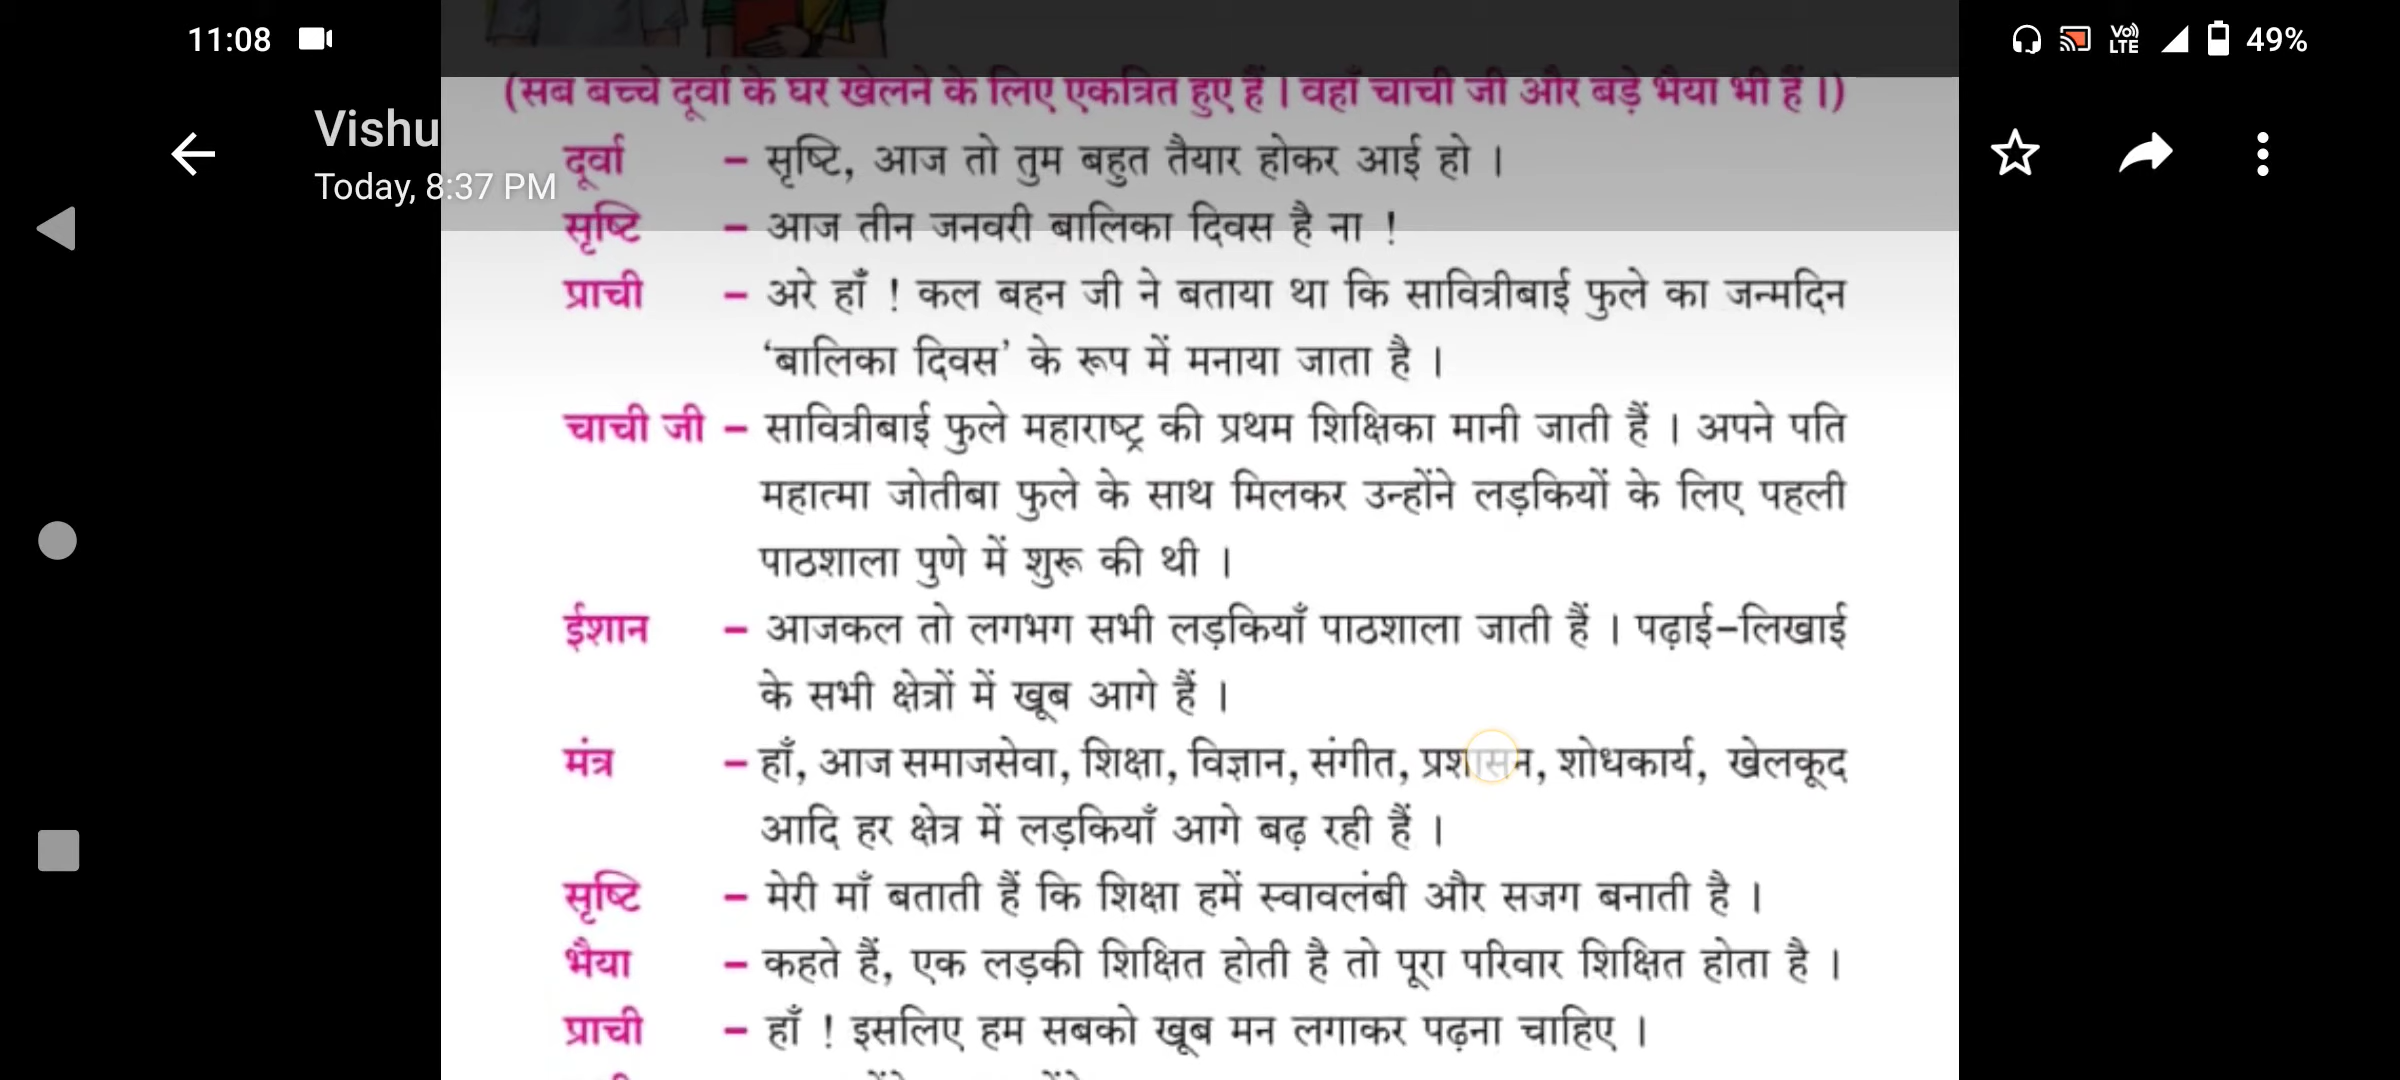 11:08
VoLTE 49%
Vishu
Today, 8:37 PM
(सब बच्चे दूर्वा के घर खेलने के लिए एकत्रित हुए हैं । वहाँ चाची जी और बड़े भैया भी हैं ।)
दूर्वा – सृष्टि, आज तो तुम बहुत तैयार होकर आई हो ।
सृष्टि – आज तीन जनवरी बालिका दिवस है ना !
प्राची – अरे हाँ ! कल बहन जी ने बताया था कि सावित्रीबाई फुले का जन्मदिन
‘बालिका दिवस’ के रूप में मनाया जाता है ।
चाची जी – सावित्रीबाई फुले महाराष्ट्र की प्रथम शिक्षिका मानी जाती हैं । अपने पति
महात्मा जोतीबा फुले के साथ मिलकर उन्होंने लड़कियों के लिए पहली
पाठशाला पुणे में शुरू की थी ।
ईशान – आजकल तो लगभग सभी लड़कियाँ पाठशाला जाती हैं । पढ़ाई-लिखाई
के सभी क्षेत्रों में खूब आगे हैं ।
मंत्र – हाँ, आज समाजसेवा, शिक्षा, विज्ञान, संगीत, प्रशासन, शोधकार्य, खेलकूद
आदि हर क्षेत्र में लड़कियाँ आगे बढ़ रही हैं ।
सृष्टि – मेरी माँ बताती हैं कि शिक्षा हमें स्वावलंबी और सजग बनाती है ।
भैया – कहते हैं, एक लड़की शिक्षित होती है तो पूरा परिवार शिक्षित होता है ।
प्राची – हाँ ! इसलिए हम सबको खूब मन लगाकर पढ़ना चाहिए ।